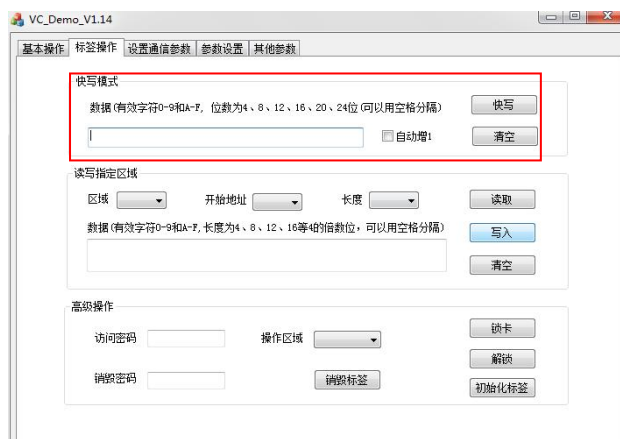 VC_Demo_V1.14
基本操作 标签操作 设置通信参数 参数设置 其他参数
快写模式
数据(有效字符0-9和A-F, 位数为4、8、12、16、20、24位(可以用空格分隔) 快写
自动增1 清空
读写指定区域
区域 开始地址 长度 读取
数据(有效字符0-9和A-F,长度为4、8、12、16等4的倍数位，可以用空格分隔) 写入
清空
高级操作
访问密码 操作区域 锁卡
解锁
销毁密码 销毁标签 初始化标签